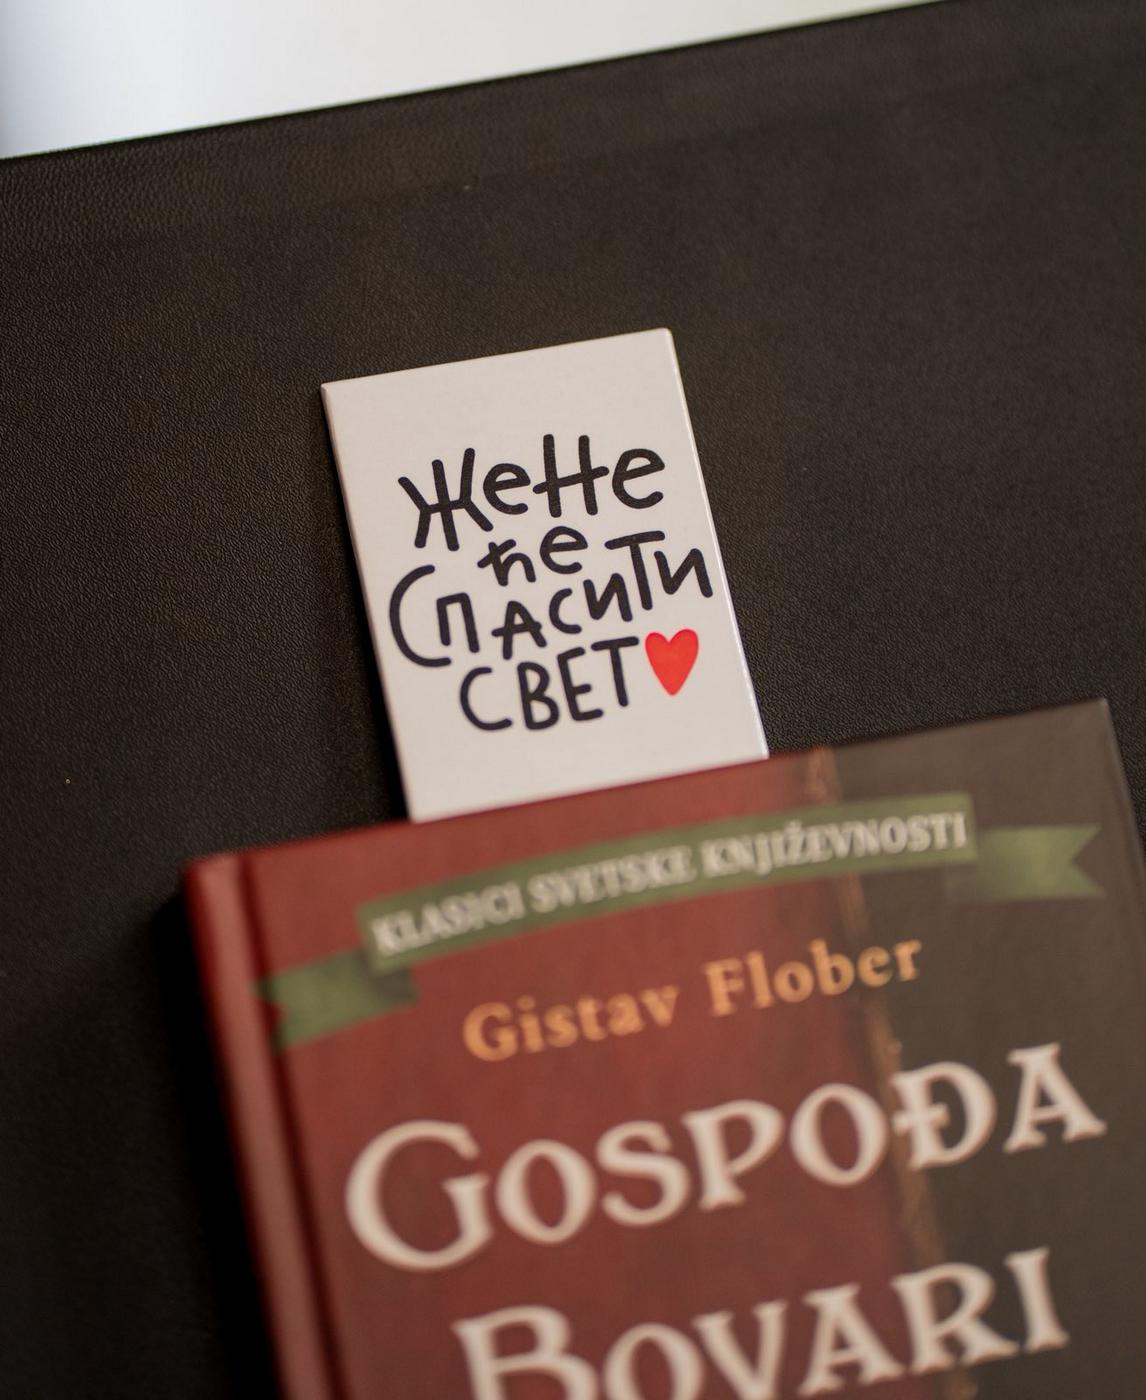 Жене
ће
Спасити
СВЕТ
KLASICI SVETSKE KNJIŽEVNOSTI
Gistav Flober
GOSPOĐA
BOVARI